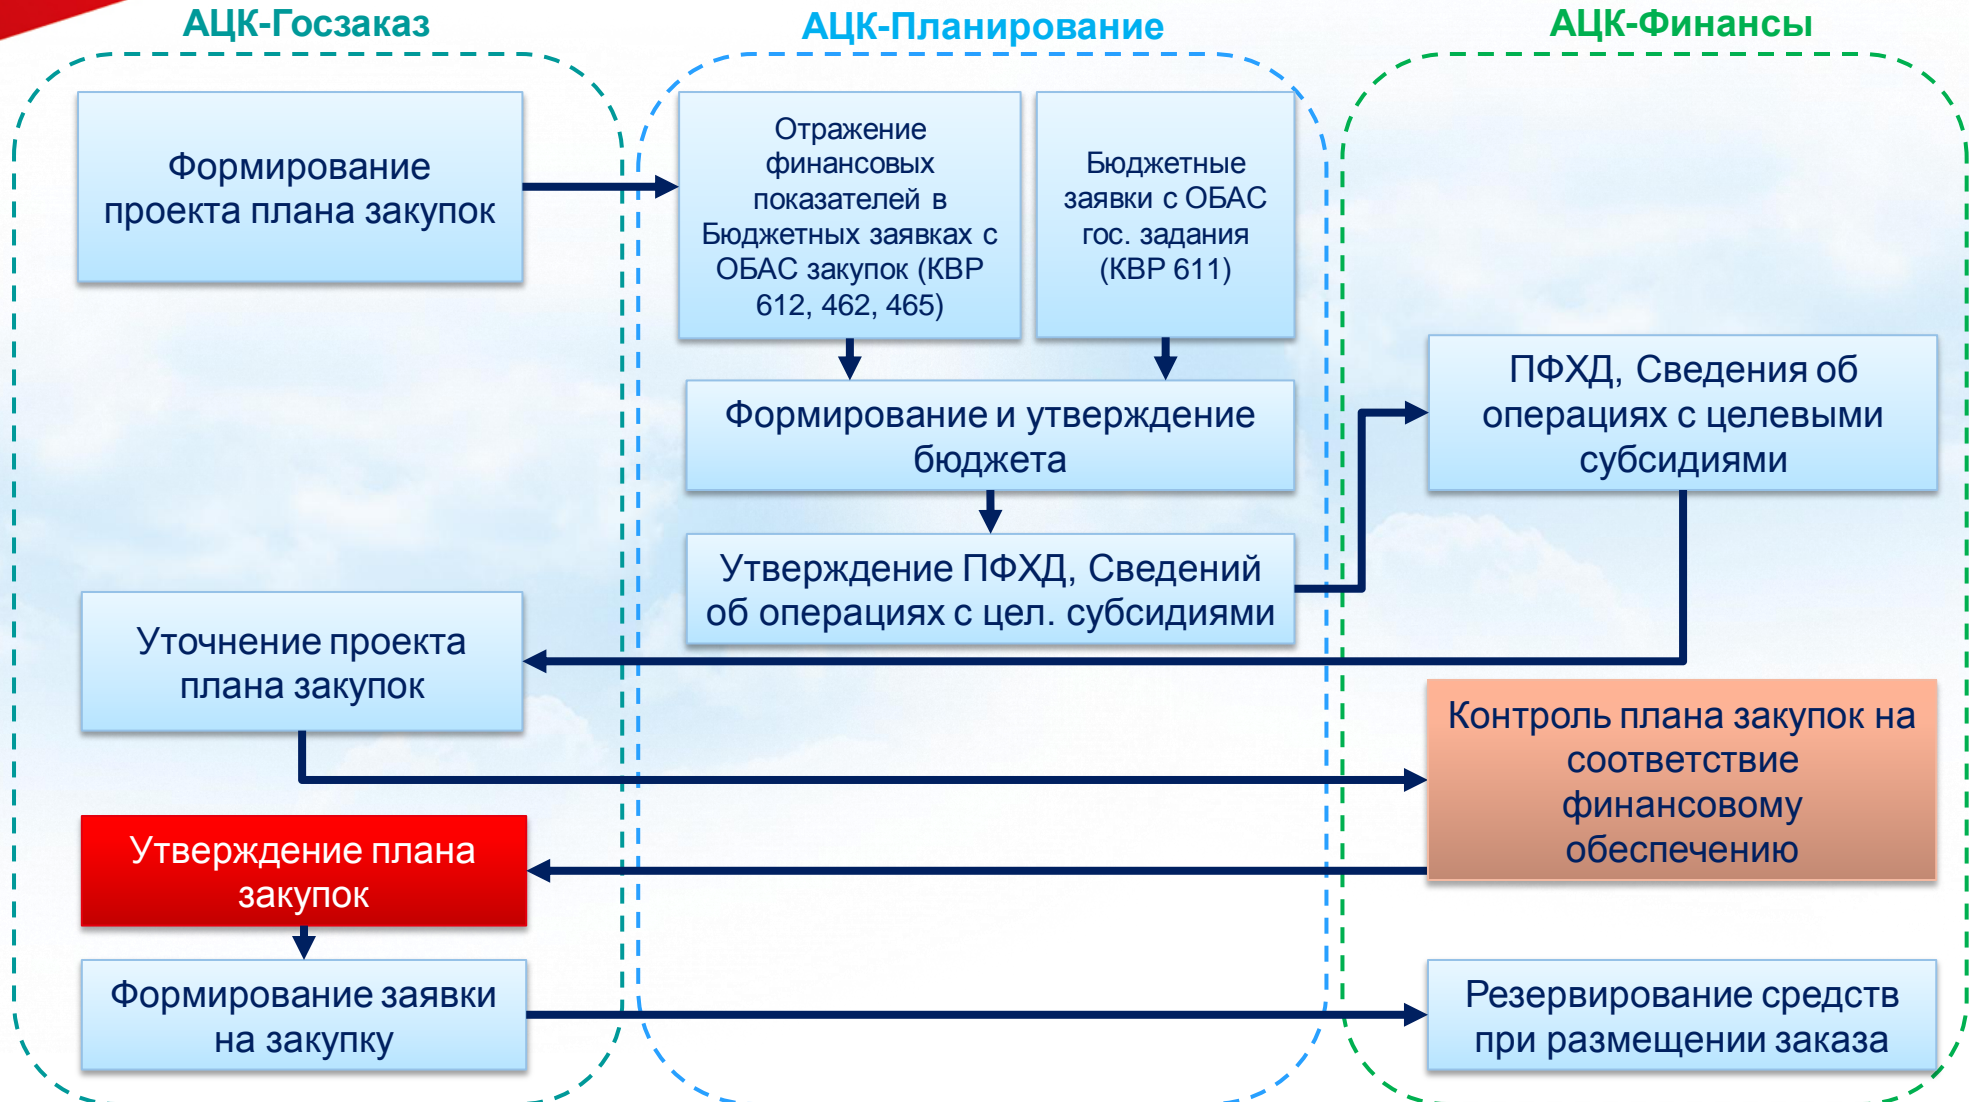 АЦК-Госзаказ
Формирование
проекта плана закупок
Уточнение проекта
плана закупок
Утверждение плана
закупок
Формирование заявки
на закупку
АЦК-Планирование
Отражение
финансовых
показателей в
Бюджетных заявках с
ОБАС закупок (КВР
612, 462, 465)
Бюджетные
заявки с ОБАС
гос. задания
(КВР 611)
Формирование и утверждение
бюджета
Утверждение ПФХД, Сведений
об операциях с цел. субсидиями
АЦК-Финансы
ПФХД, Сведения об
операциях с целевыми
субсидиями
Контроль плана закупок на
соответствие
финансовому
обеспечению
Резервирование средств
при размещении заказа